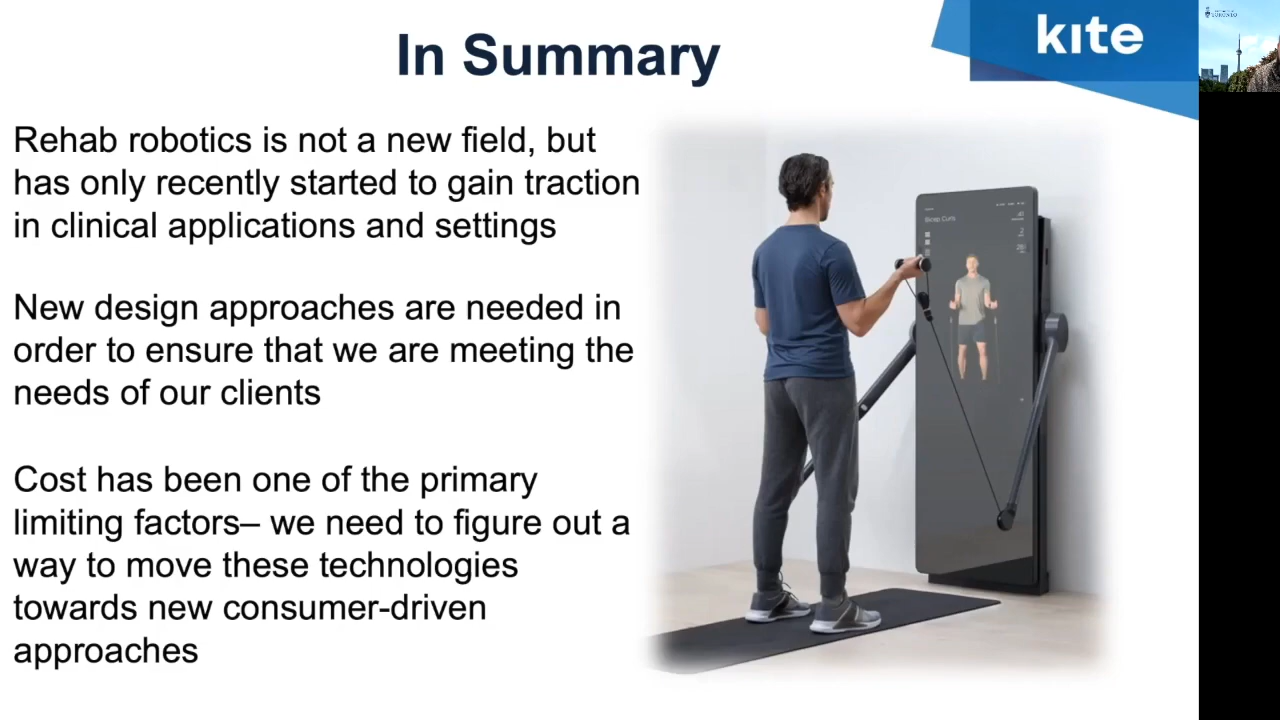 In Summary
kite
TORONTO
Rehab robotics is not a new field, but
has only recently started to gain traction
in clinical applications and settings
New design approaches are needed in
order to ensure that we are meeting the
needs of our clients
Cost has been one of the primary
limiting factors– we need to figure out a
way to move these technologies
towards new consumer-driven
approaches
Bicep Curls